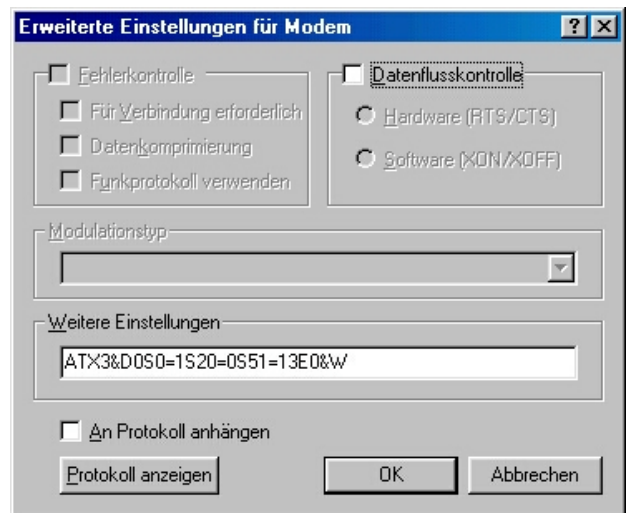 Erweiterte Einstellungen für Modem
Fehlerkontrolle
Für Verbindung erforderlich
Datenkomprimierung
Funkprotokoll verwenden
Datenflusskontrolle
Hardware (RTS/CTS)
Software (XON/XOFF)
Modulationstyp
Weitere Einstellungen
ATX3&D0S0=1S20=0S51=13E0&W
An Protokoll anhängen
Protokoll anzeigen
OK
Abbrechen